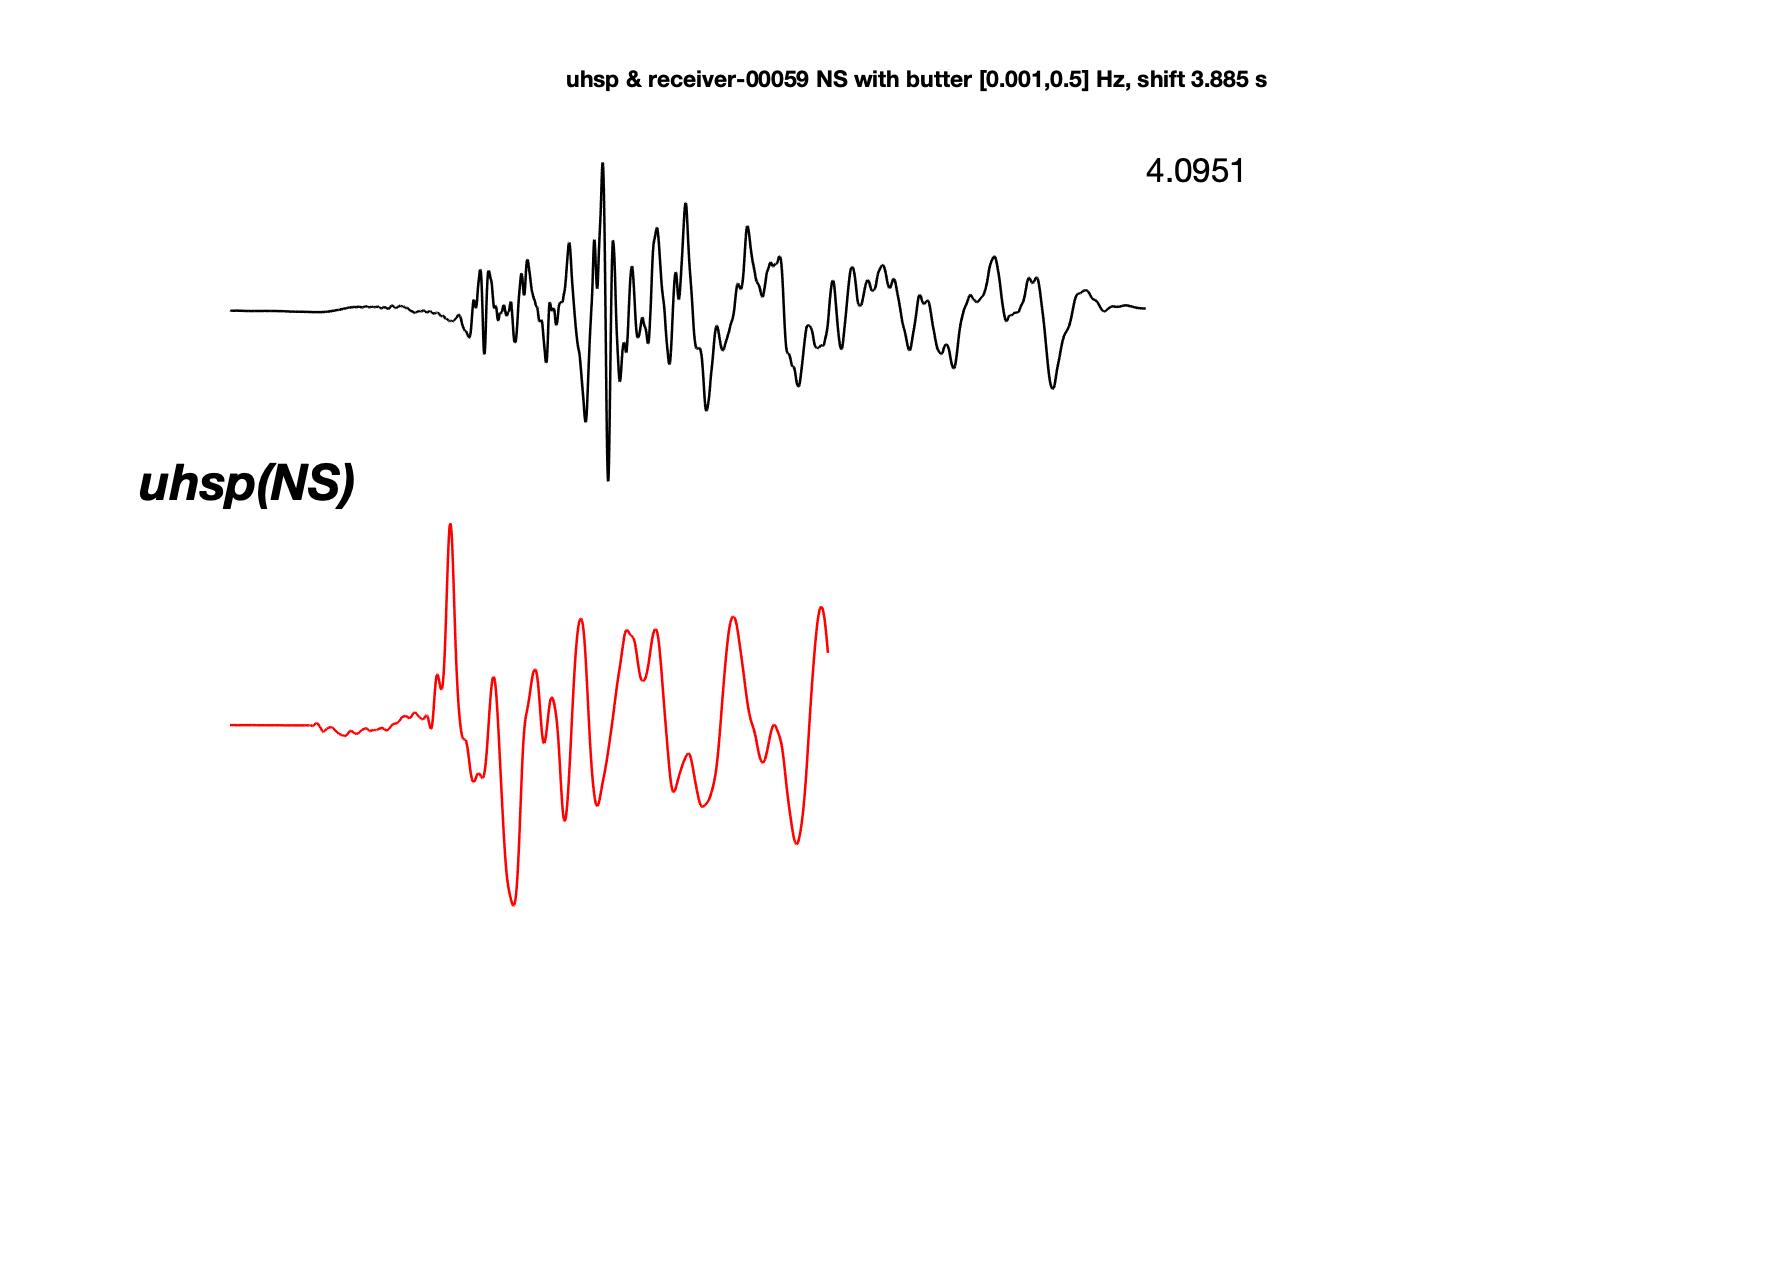 uhsp & receiver-00059 NS with butter [0.001,0.5] Hz, shift 3.885 s
4.0951
uhsp(NS)